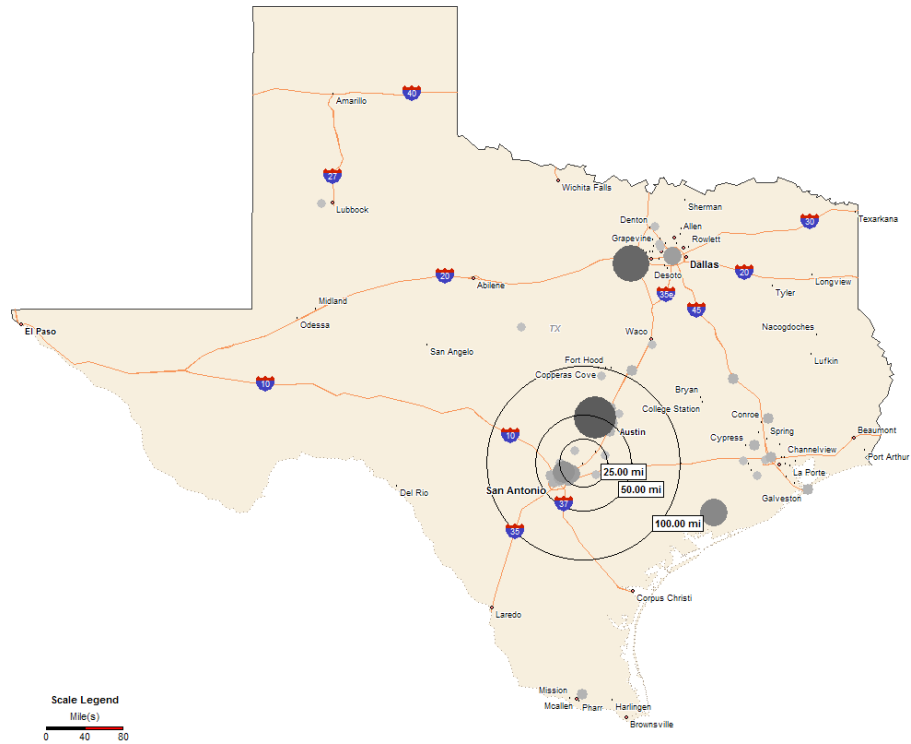 40
Amarillo
27
Lubbock
Wichita Falls
Sherman
Texarkana
30
Denton
Allen
Grapevine
Rowlett
Dallas
20
Desoto
20
Abilene
Longview
Tyler
35e
45
Midland
Odessa
El Paso
TX
Waco
Nacogdoches
San Angelo
Lufkin
Fort Hood
Copperas Cove
10
Bryan
College Station
Conroe
Austin
Spring
Beaumont
10
Cypress
Channelview
Port Arthur
25.00 mi
La Porte
Del Rio
San Antonio
50.00 mi
Galveston
37
100.00 mi
35
Corpus Christi
Laredo
Mission
Mcallen
Pharr
Harlingen
Brownsville
Scale Legend
Mile(s)
0 40 80